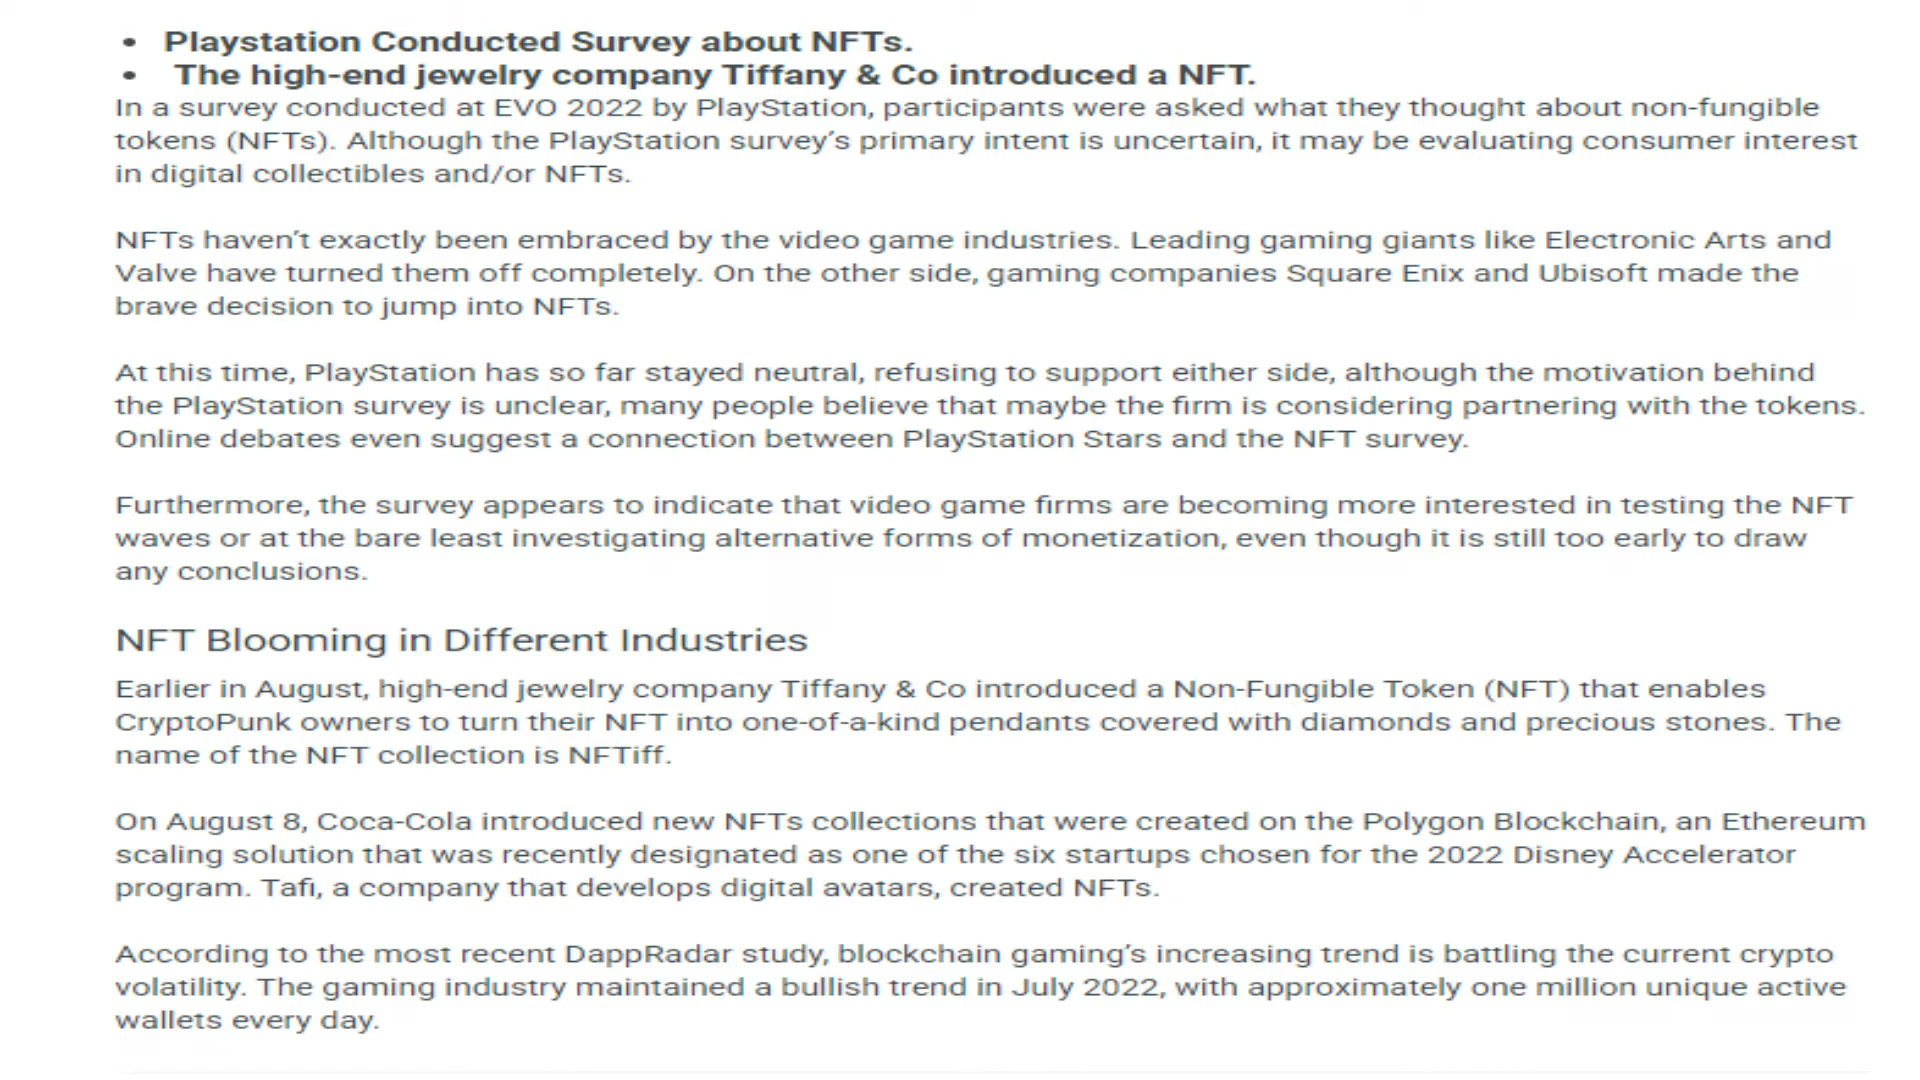 • Playstation Conducted Survey about NFTs.
• The high-end jewelry company Tiffany & Co introduced a NFT.
In a survey conducted at EVO 2022 by PlayStation, participants were asked what they thought about non-fungible
tokens (NFTs). Although the PlayStation survey’s primary intent is uncertain, it may be evaluating consumer interest
in digital collectibles and/or NFTs.
NFTs haven’t exactly been embraced by the video game industries. Leading gaming giants like Electronic Arts and
Valve have turned them off completely. On the other side, gaming companies Square Enix and Ubisoft made the
brave decision to jump into NFTs.
At this time, PlayStation has so far stayed neutral, refusing to support either side, although the motivation behind
the PlayStation survey is unclear, many people believe that maybe the firm is considering partnering with the tokens.
Online debates even suggest a connection between PlayStation Stars and the NFT survey.
Furthermore, the survey appears to indicate that video game firms are becoming more interested in testing the NFT
waves or at the bare least investigating alternative forms of monetization, even though it is still too early to draw
any conclusions.
NFT Blooming in Different Industries
Earlier in August, high-end jewelry company Tiffany & Co introduced a Non-Fungible Token (NFT) that enables
CryptoPunk owners to turn their NFT into one-of-a-kind pendants covered with diamonds and precious stones. The
name of the NFT collection is NFTiff.
On August 8, Coca-Cola introduced new NFTs collections that were created on the Polygon Blockchain, an Ethereum
scaling solution that was recently designated as one of the six startups chosen for the 2022 Disney Accelerator
program. Tafi, a company that develops digital avatars, created NFTs.
According to the most recent DappRadar study, blockchain gaming’s increasing trend is battling the current crypto
volatility. The gaming industry maintained a bullish trend in July 2022, with approximately one million unique active
wallets every day.